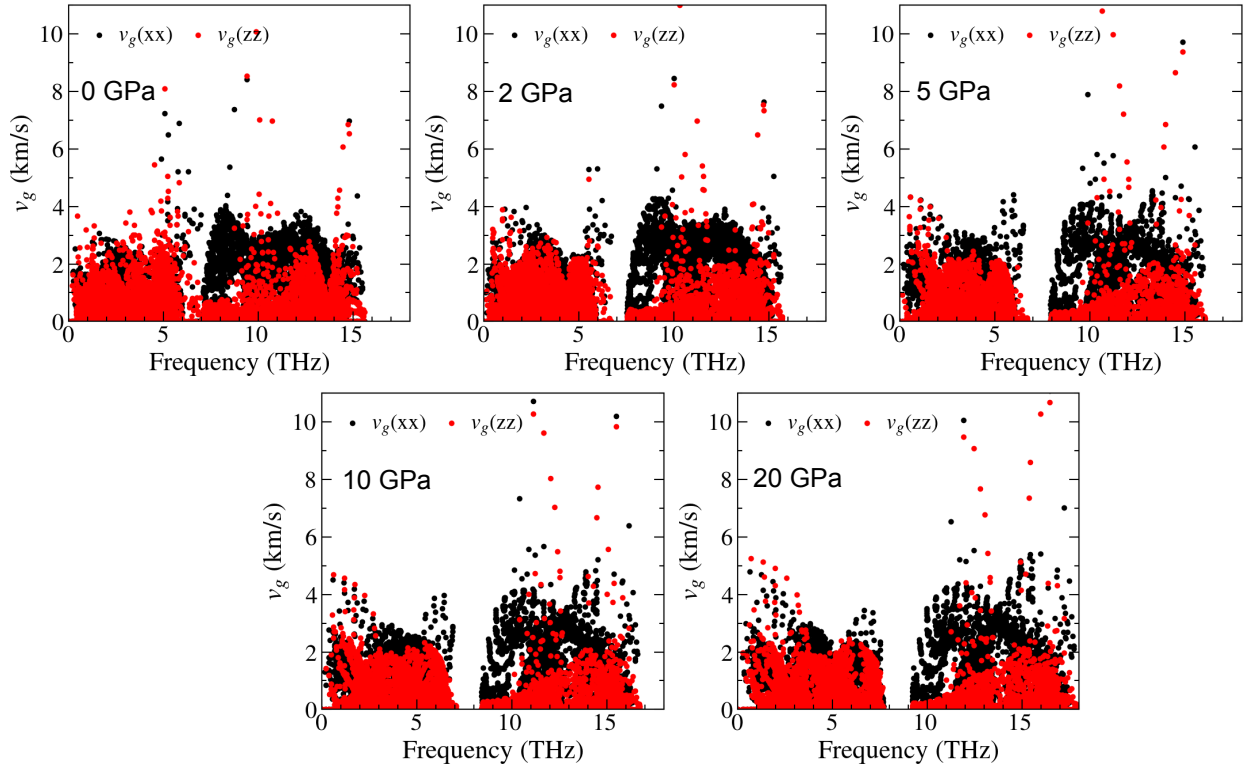 v_g(xx) v_g(zz)
0 GPa
v_g (km/s)
0 2 4 6 8 10
0 5 10 15
Frequency (THz)
v_g(xx) v_g(zz)
2 GPa
v_g (km/s)
0 2 4 6 8 10
0 5 10 15
Frequency (THz)
v_g(xx) v_g(zz)
5 GPa
v_g (km/s)
0 2 4 6 8 10
0 5 10 15
Frequency (THz)
v_g(xx) v_g(zz)
10 GPa
v_g (km/s)
0 2 4 6 8 10
0 5 10 15
Frequency (THz)
v_g(xx) v_g(zz)
20 GPa
v_g (km/s)
0 2 4 6 8 10
0 5 10 15
Frequency (THz)